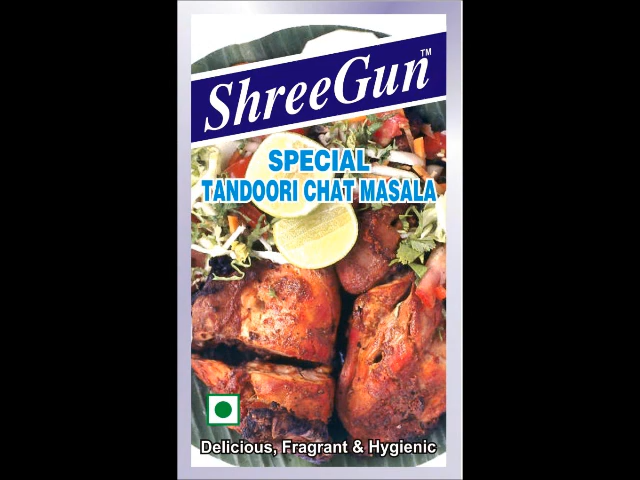 ShreeGun™
SPECIAL
TANDOORI CHAT MASALA
Delicious, Fragrant & Hygienic